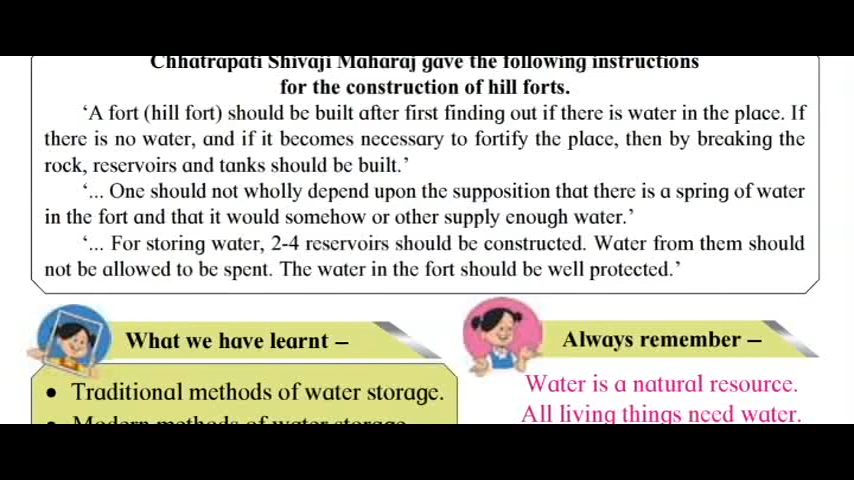 Chhatrapati Shivaji Maharaj gave the following instructions
for the construction of hill forts.
‘A fort (hill fort) should be built after first finding out if there is water in the place. If
there is no water, and if it becomes necessary to fortify the place, then by breaking the
rock, reservoirs and tanks should be built.’
‘... One should not wholly depend upon the supposition that there is a spring of water
in the fort and that it would somehow or other supply enough water.’
‘... For storing water, 2-4 reservoirs should be constructed. Water from them should
not be allowed to be spent. The water in the fort should be well protected.’
What we have learnt –
• Traditional methods of water storage.
• Modern methods of water storage.
Always remember –
Water is a natural resource.
All living things need water.